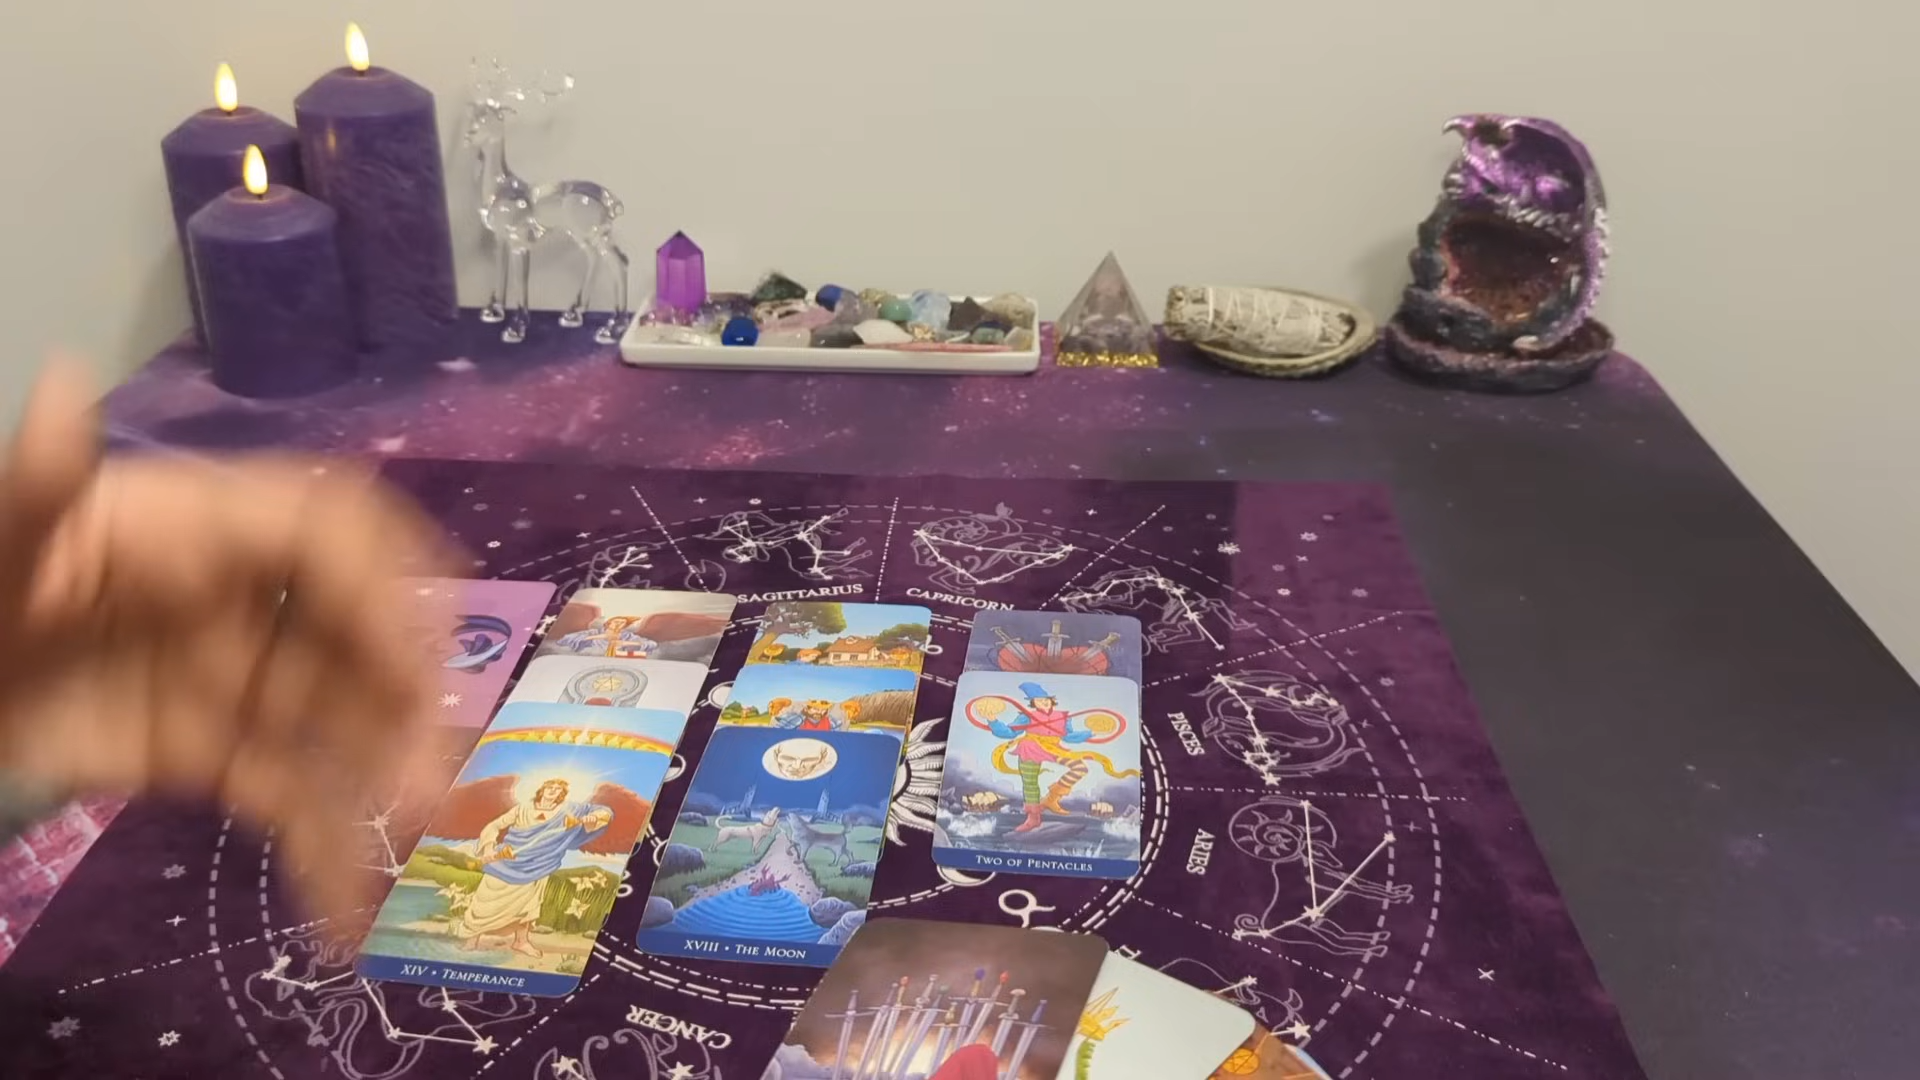 SAGITTARIUS
CAPRICORN
PISCES
ARIES
TWO OF PENTACLES
XVIII • THE MOON
XIV • TEMPERANCE
CANCER